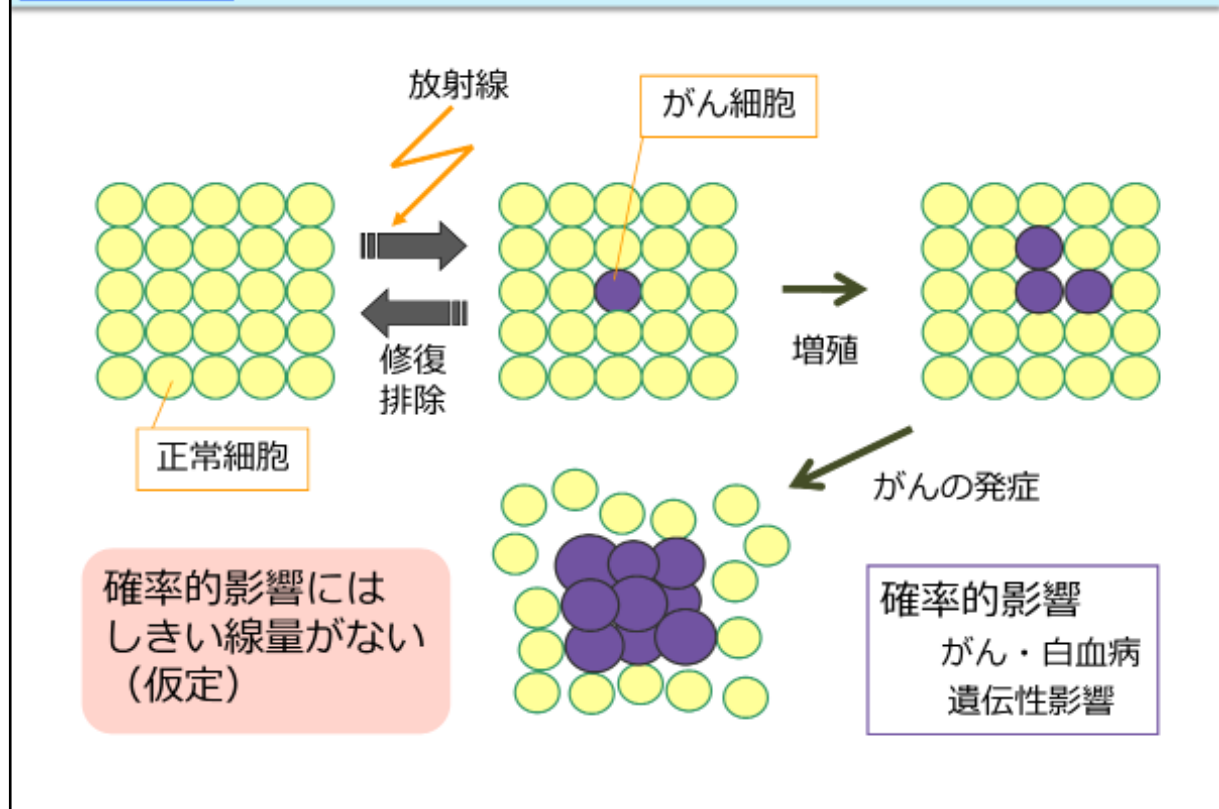 放射線
がん細胞
修復
排除
増殖
正常細胞
がんの発症
確率的影響には
しきい線量がない
（仮定）
確率的影響
がん・白血病
遺伝性影響